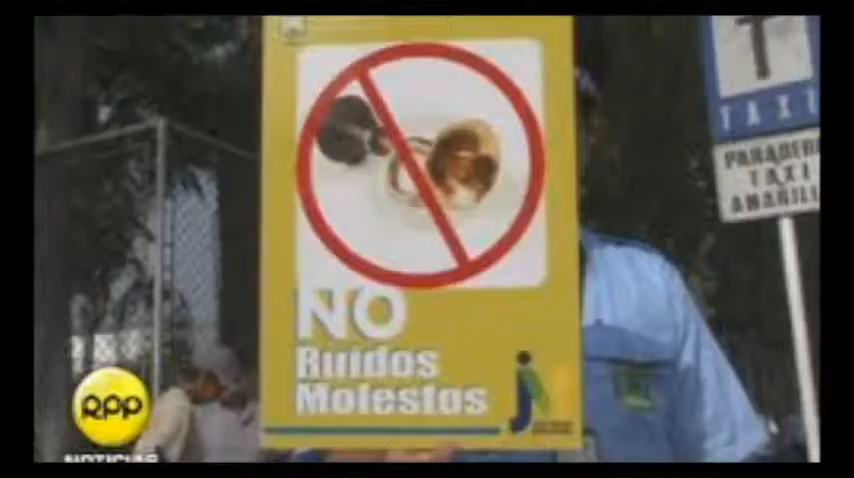 NO
Ruidos
Molestos
T
TAXI
PARADERO
TAXI
AMARILLO
RPP
NOTICIAS